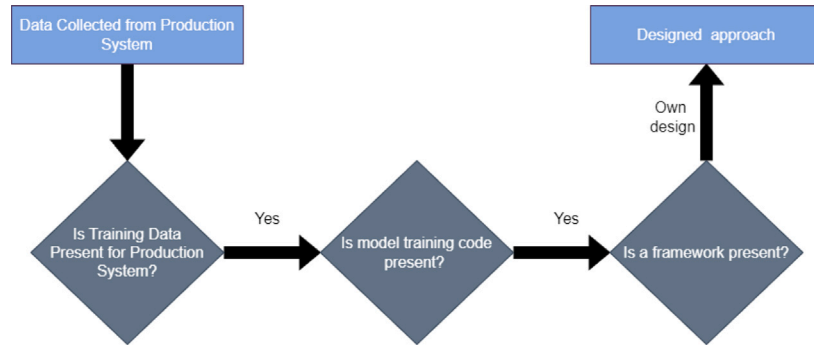 Data Collected from Production
System
Designed approach
Own
design
Is Training Data
Present for Production
System?
Yes
Is model training code
present?
Yes
Is a framework present?